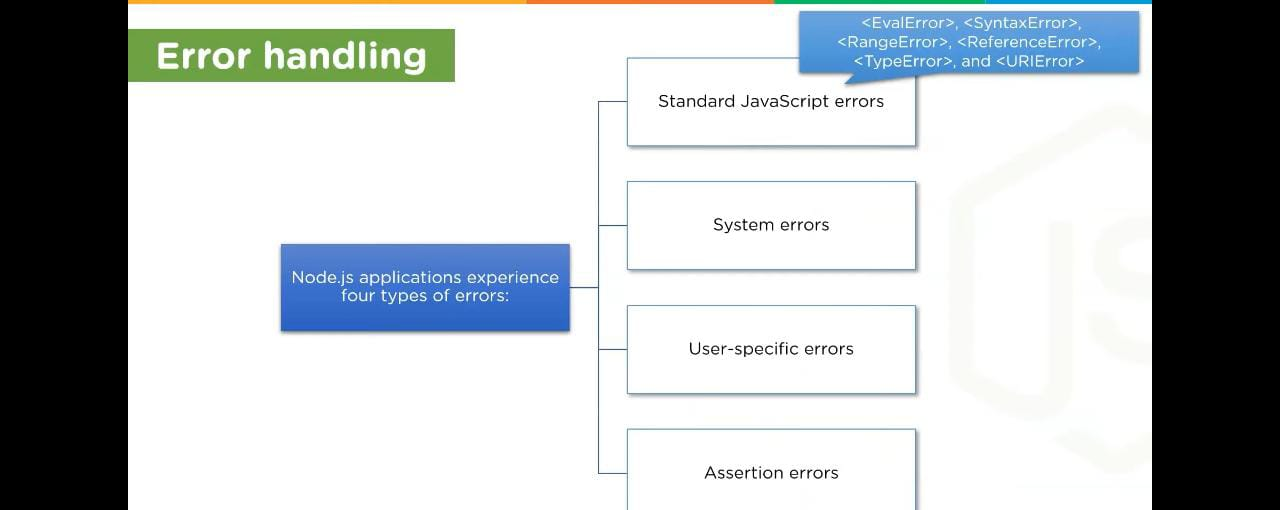 Error handling
<EvalError>, <SyntaxError>,
<RangeError>, <ReferenceError>,
<TypeError>, and <URIError>
Standard JavaScript errors
System errors
Node.js applications experience
four types of errors:
User-specific errors
Assertion errors
JS